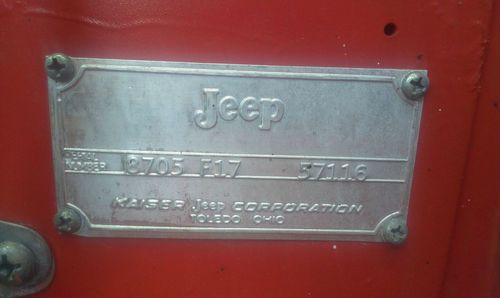 Jeep
SERIAL
NUMBER 8705 F17 57116
KAISER Jeep CORPORATION
TOLEDO OHIO